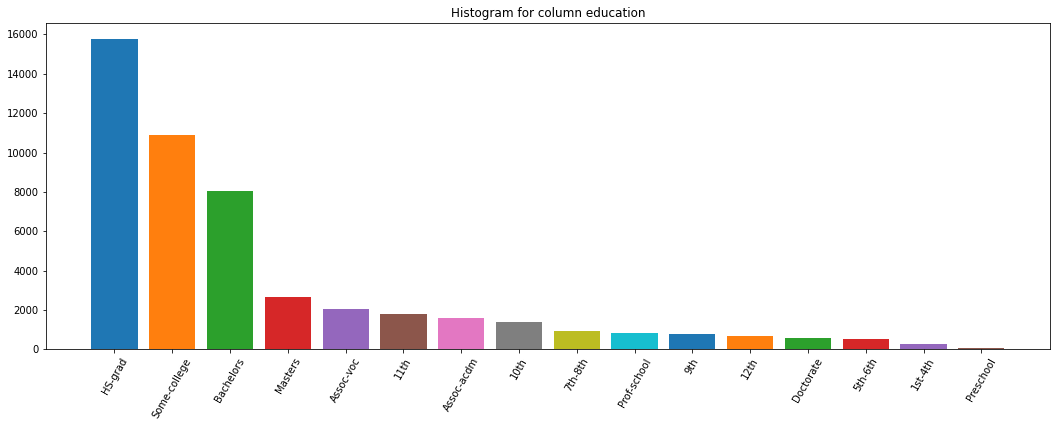 Histogram for column education
16000
14000
12000
10000
8000
6000
4000
2000
0
HS-grad
Some-college
Bachelors
Masters
Assoc-voc
11th
Assoc-acdm
10th
7th-8th
Prof-school
9th
12th
Doctorate
5th-6th
1st-4th
Preschool